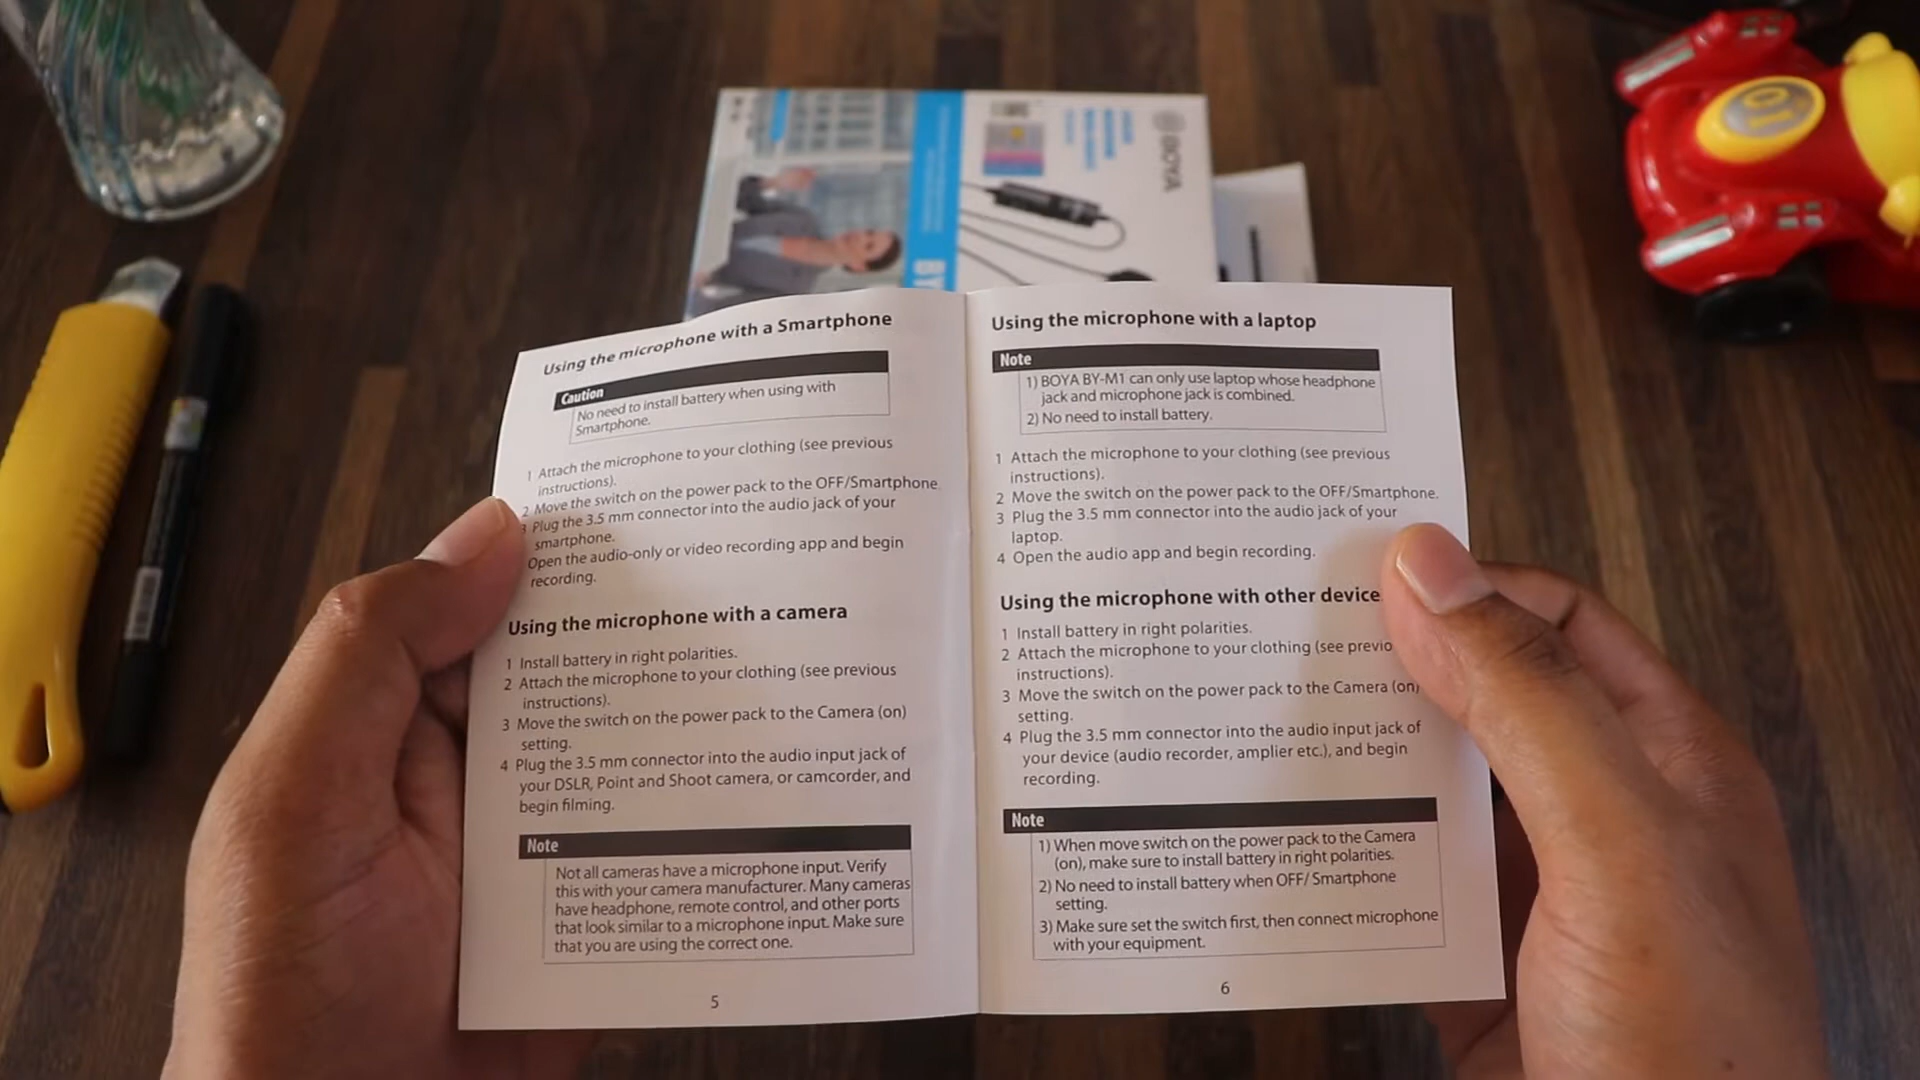 BOYA
BY
01
Using the microphone with a Smartphone
Caution
No need to install battery when using with
Smartphone.
1 Attach the microphone to your clothing (see previous
instructions).
2 Move the switch on the power pack to the OFF/Smartphone
3 Plug the 3.5 mm connector into the audio jack of your
smartphone.
Open the audio-only or video recording app and begin
recording.
Using the microphone with a camera
1 Install battery in right polarities.
2 Attach the microphone to your clothing (see previous
instructions).
3 Move the switch on the power pack to the Camera (on)
setting.
4 Plug the 3.5 mm connector into the audio input jack of
your DSLR, Point and Shoot camera, or camcorder, and
begin filming.
Note
Not all cameras have a microphone input. Verify
this with your camera manufacturer. Many cameras
have headphone, remote control, and other ports
that look similar to a microphone input. Make sure
that you are using the correct one.
5
Using the microphone with a laptop
Note
1) BOYA BY-M1 can only use laptop whose headphone
jack and microphone jack is combined.
2) No need to install battery.
1 Attach the microphone to your clothing (see previous
instructions).
2 Move the switch on the power pack to the OFF/Smartphone.
3 Plug the 3.5 mm connector into the audio jack of your
laptop.
4 Open the audio app and begin recording.
Using the microphone with other device
1 Install battery in right polarities.
2 Attach the microphone to your clothing (see previo
instructions).
3 Move the switch on the power pack to the Camera (on)
setting.
4 Plug the 3.5 mm connector into the audio input jack of
your device (audio recorder, amplier etc.), and begin
recording.
Note
1) When move switch on the power pack to the Camera
(on), make sure to install battery in right polarities.
2) No need to install battery when OFF/ Smartphone
setting.
3) Make sure set the switch first, then connect microphone
with your equipment.
6